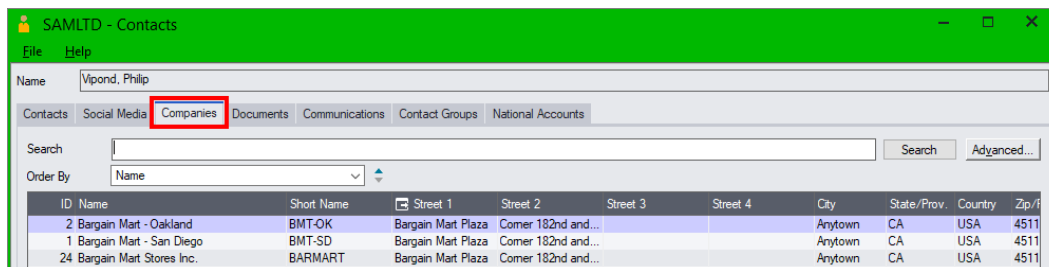 SAMLTD - Contacts
File Help
Name Vipond, Philip
Contacts Social Media Companies Documents Communications Contact Groups National Accounts
Search Search Advanced...
Order By Name
ID Name Short Name Street 1 Street 2 Street 3 Street 4 City State/Prov. Country Zip/F
2 Bargain Mart - Oakland BMT-OK Bargain Mart Plaza Corner 182nd and... Anytown CA USA 4511
1 Bargain Mart - San Diego BMT-SD Bargain Mart Plaza Corner 182nd and... Anytown CA USA 4511
24 Bargain Mart Stores Inc. BARMART Bargain Mart Plaza Corner 182nd and... Anytown CA USA 4511